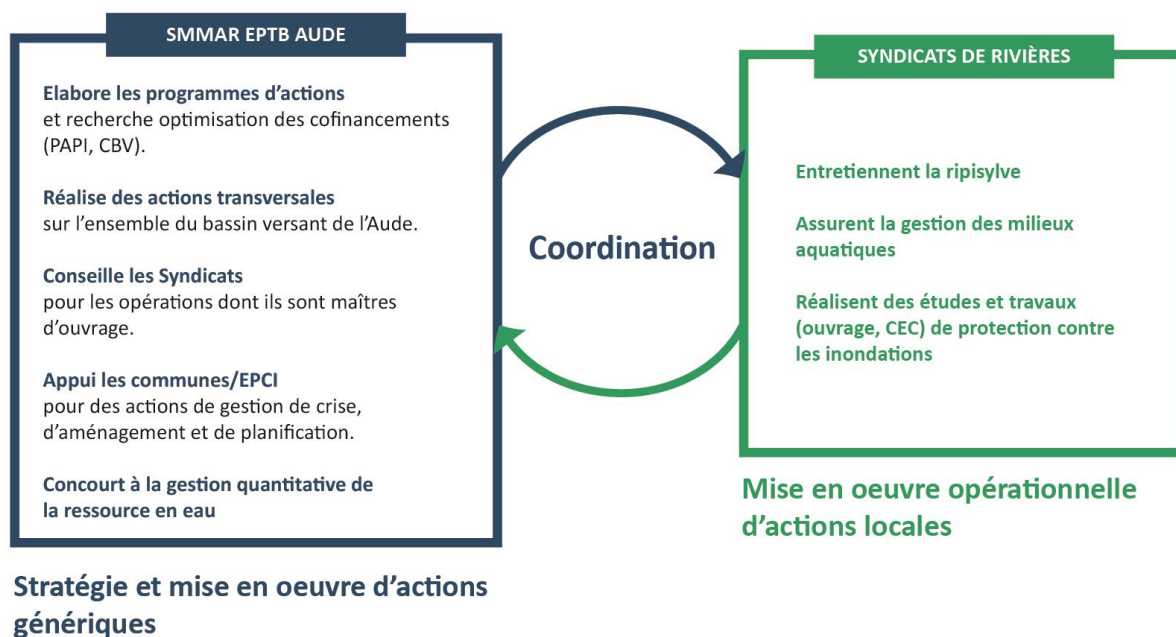 SMMAR EPTB AUDE
Elabore les programmes d'actions
et recherche optimisation des cofinancements
(PAPI, CBV).
Réalise des actions transversales
sur l'ensemble du bassin versant de l'Aude.
Conseille les Syndicats
pour les opérations dont ils sont maîtres
d'ouvrage.
Appui les communes/EPCI
pour des actions de gestion de crise,
d'aménagement et de planification.
Concourt à la gestion quantitative de
la ressource en eau
Stratégie et mise en oeuvre d'actions
génériques
Coordination
SYNDICATS DE RIVIÈRES
Entretiennent la ripisylve
Assurent la gestion des milieux
aquatiques
Réalisent des études et travaux
(ouvrage, CEC) de protection contre
les inondations
Mise en oeuvre opérationnelle
d'actions locales